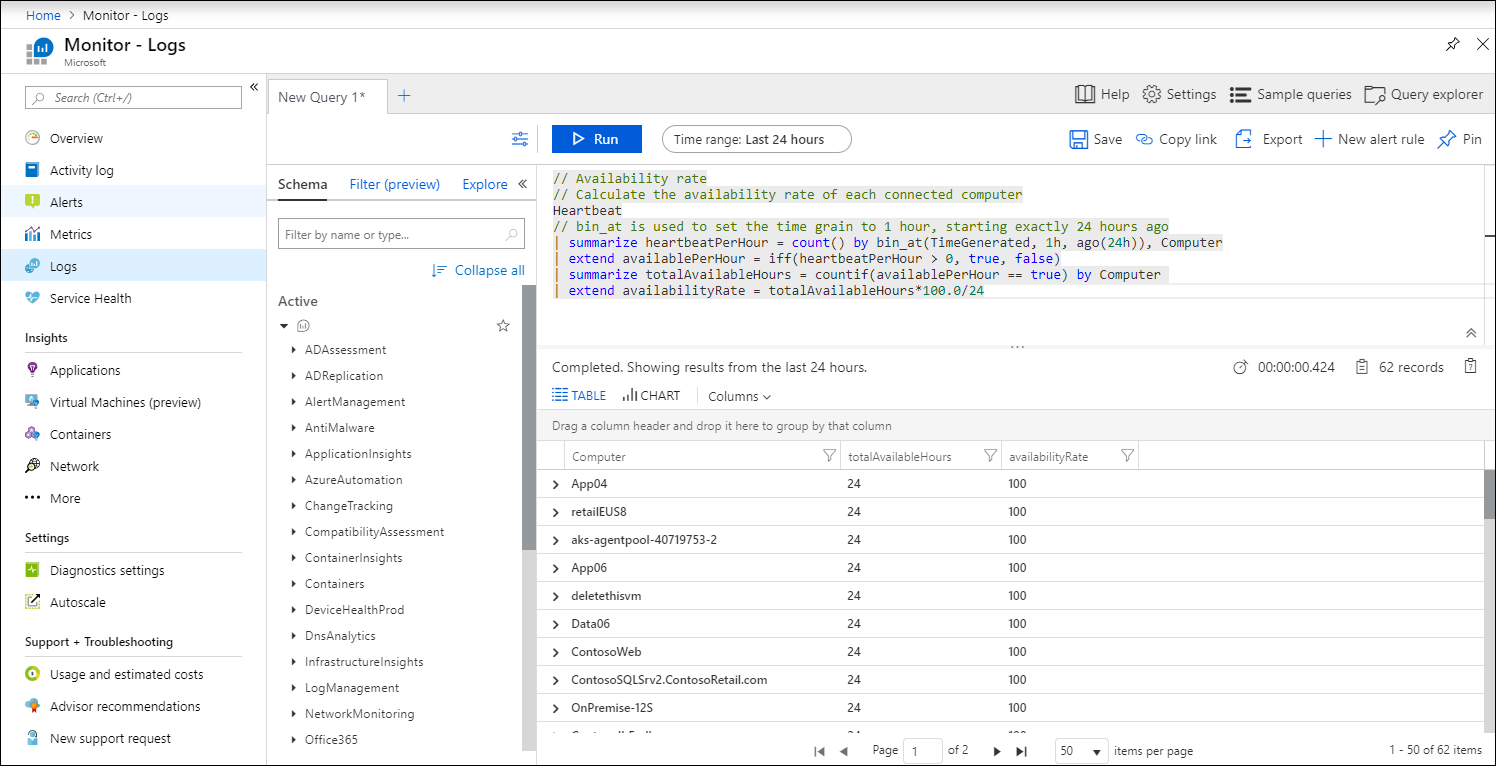 Home > Monitor - Logs
Monitor - Logs
Microsoft
Search (Ctrl+/)
«
Overview
Activity log
Alerts
Metrics
Logs
Service Health
Insights
Applications
Virtual Machines (preview)
Containers
Network
More
Settings
Diagnostics settings
Autoscale
Support + Troubleshooting
Usage and estimated costs
Advisor recommendations
New support request
New Query 1*
Help
Settings
Sample queries
Query explorer
Run
Time range: Last 24 hours
Save
Copy link
Export
New alert rule
Pin
Schema
Filter (preview)
Explore
«
Filter by name or type...
Collapse all
Active
ADAssessment
ADReplication
AlertManagement
AntiMalware
ApplicationInsights
AzureAutomation
ChangeTracking
CompatibilityAssessment
ContainerInsights
Containers
DeviceHealthProd
DnsAnalytics
InfrastructureInsights
LogManagement
NetworkMonitoring
Office365
// Availability rate
// Calculate the availability rate of each connected computer
Heartbeat
// bin_at is used to set the time grain to 1 hour, starting exactly 24 hours ago
| summarize heartbeatPerHour = count() by bin_at(TimeGenerated, 1h, ago(24h)), Computer
| extend availablePerHour = iff(heartbeatPerHour > 0, true, false)
| summarize totalAvailableHours = countif(availablePerHour == true) by Computer
| extend availabilityRate = totalAvailableHours*100.0/24
Completed. Showing results from the last 24 hours.
00:00:00.424
62 records
TABLE
CHART
Columns
Drag a column header and drop it here to group by that column
Computer totalAvailableHours availabilityRate
App04 24 100
retailEUS8 24 100
aks-agentpool-40719753-2 24 100
App06 24 100
deletethisvm 24 100
Data06 24 100
ContosoWeb 24 100
ContosoSQLSrv2.ContosoRetail.com 24 100
OnPremise-12S 24 100
Page 1 of 2
50 items per page
1 - 50 of 62 items